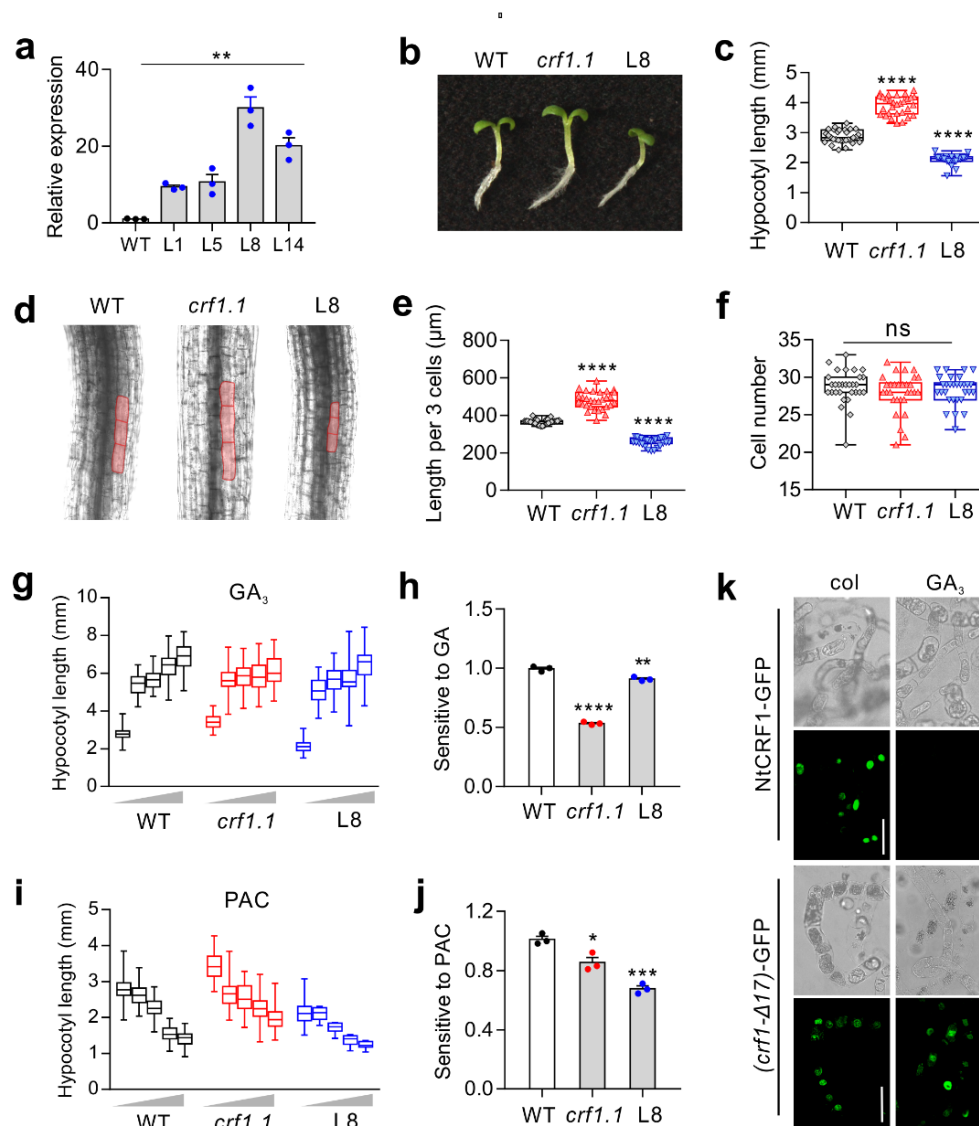 a
Relative expression
40
20
0
**
WT L1 L5 L8 L14
b
WT crf1.1 L8
c
Hypocotyl length (mm)
5
4
3
2
1
0
****
****
WT crf1.1 L8
d
WT crf1.1 L8
e
Length per 3 cells (µm)
800
600
400
200
0
****
****
WT crf1.1 L8
f
Cell number
35
30
25
20
15
ns
WT crf1.1 L8
g
GA3
Hypocotyl length (mm)
10
8
6
4
2
0
WT crf1.1 L8
h
Sensitive to GA
1.5
1.0
0.5
0.0
****
**
WT crf1.1 L8
i
PAC
Hypocotyl length (mm)
5
4
3
2
1
0
WT crf1.1 L8
j
Sensitive to PAC
1.2
0.8
0.4
0.0
*
***
WT crf1.1 L8
k
col GA3
NtCRF1-GFP
(crf1-Δ17)-GFP